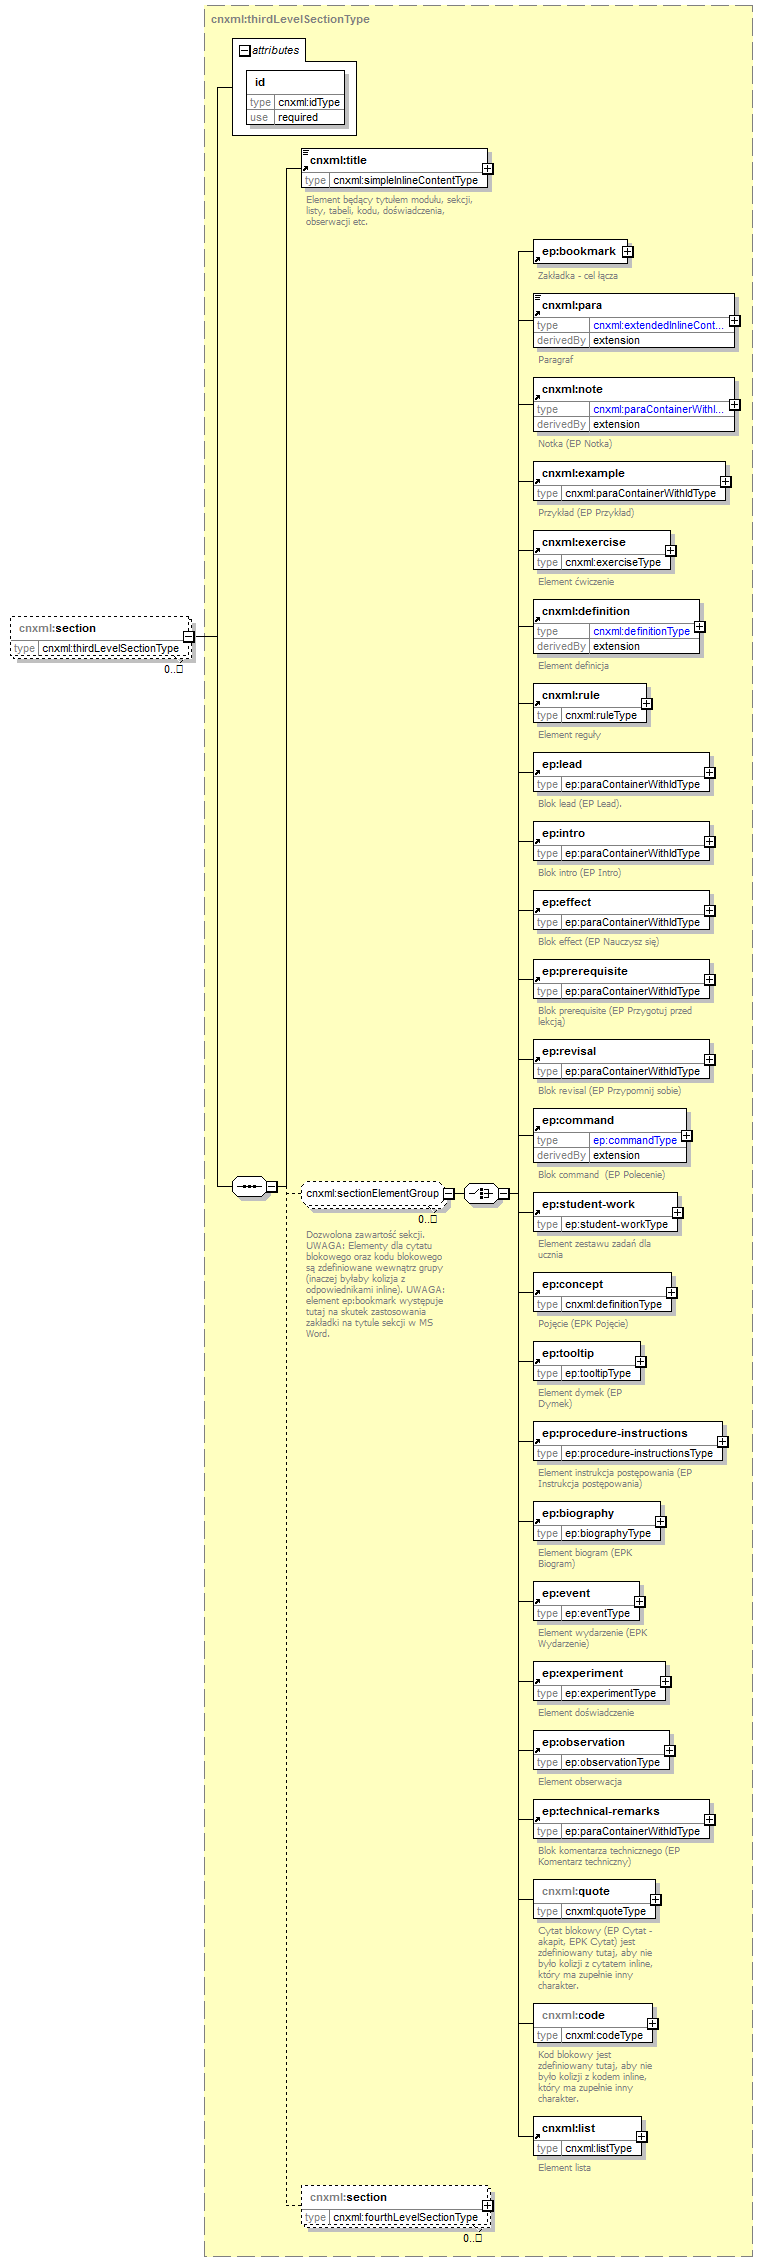 cnxml:thirdLevelSectionType
attributes
id
type cnxml:idType
use required
cnxml:title
type cnxml:simpleInlineContentType
Element będący tytułem modułu, sekcji,
listy, tabeli, kodu, doświadczenia,
obserwacji etc.
ep:bookmark
Zakładka - cel łącza
cnxml:para
type cnxml:extendedInlineCont...
derivedBy extension
Paragraf
cnxml:note
type cnxml:paraContainerWithI...
derivedBy extension
Notka (EP Notka)
cnxml:example
type cnxml:paraContainerWithIdType
Przykład (EP Przykład)
cnxml:exercise
type cnxml:exerciseType
Element ćwiczenie
cnxml:definition
type cnxml:definitionType
derivedBy extension
Element definicja
cnxml:section
type cnxml:thirdLevelSectionType
0..
cnxml:rule
type cnxml:ruleType
Element reguły
ep:lead
type ep:paraContainerWithIdType
Blok lead (EP Lead).
ep:intro
type ep:paraContainerWithIdType
Blok intro (EP Intro)
ep:effect
type ep:paraContainerWithIdType
Blok effect (EP Nauczysz się)
ep:prerequisite
type ep:paraContainerWithIdType
Blok prerequisite (EP Przygotuj przed
lekcją)
ep:revisal
type ep:paraContainerWithIdType
Blok revisal (EP Przypomnij sobie)
ep:command
type ep:commandType
derivedBy extension
Blok command (EP Polecenie)
cnxml:sectionElementGroup
0..
Dozwolona zawartość sekcji.
UWAGA: Elementy dla cytatu
blokowego oraz kodu blokowego
są zdefiniowane wewnątrz grupy
(inaczej byłaby kolizja z
odpowiednikami inline). UWAGA:
element ep:bookmark występuje
tutaj na skutek zastosowania
zakładki na tytule sekcji w MS
Word.
ep:student-work
type ep:student-workType
Element zestawu zadań dla
ucznia
ep:concept
type cnxml:definitionType
Pojęcie (EPK Pojęcie)
ep:tooltip
type ep:tooltipType
Element dymek (EP
Dymek)
ep:procedure-instructions
type ep:procedure-instructionsType
Element instrukcja postępowania (EP
Instrukcja postępowania)
ep:biography
type ep:biographyType
Element biogram (EPK
Biogram)
ep:event
type ep:eventType
Element wydarzenie (EPK
Wydarzenie)
ep:experiment
type ep:experimentType
Element doświadczenie
ep:observation
type ep:observationType
Element obserwacja
ep:technical-remarks
type ep:paraContainerWithIdType
Blok komentarza technicznego (EP
Komentarz techniczny)
cnxml:quote
type cnxml:quoteType
Cytat blokowy (EP Cytat -
akapit, EPK Cytat) jest
zdefiniowany tutaj, aby nie
było kolizji z cytatem inline,
który ma zupełnie inny
charakter.
cnxml:code
type cnxml:codeType
Kod blokowy jest
zdefiniowany tutaj, aby nie
było kolizji z kodem inline,
który ma zupełnie inny
charakter.
cnxml:list
type cnxml:listType
Element lista
cnxml:section
type cnxml:fourthLevelSectionType
0..